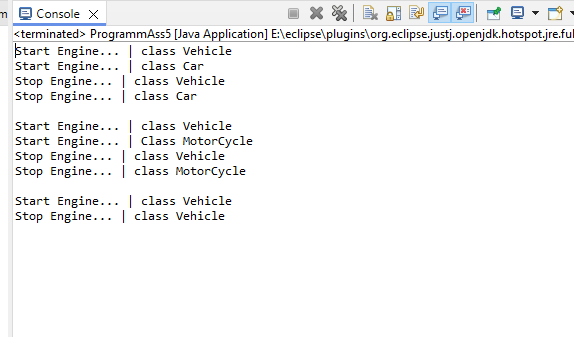 m
Console
<terminated> ProgrammAss5 [Java Application] E:\eclipse\plugins\org.eclipse.justj.openjdk.hotspot.jre.ful
Start Engine... | class Vehicle
Start Engine... | class Car
Stop Engine... | class Vehicle
Stop Engine... | class Car
Start Engine... | class Vehicle
Start Engine... | Class MotorCycle
Stop Engine... | class Vehicle
Stop Engine... | class MotorCycle
Start Engine... | class Vehicle
Stop Engine... | class Vehicle